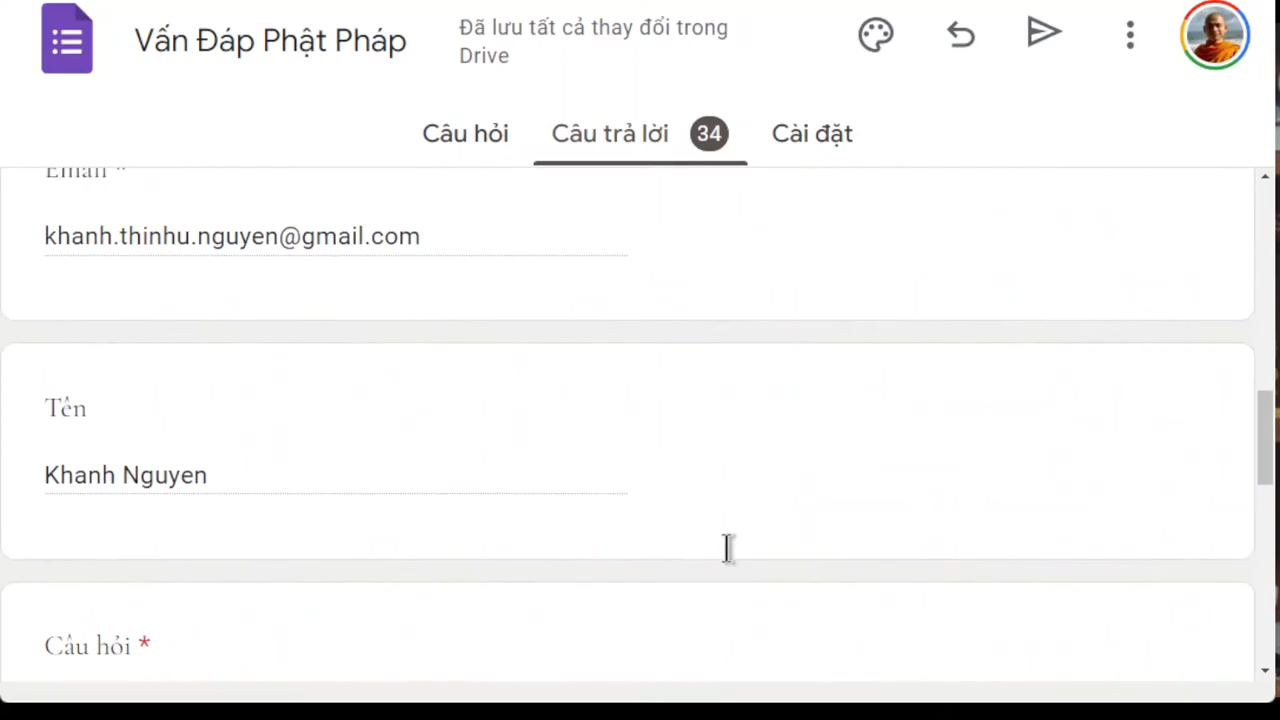 Vấn Đáp Phật Pháp
Đã lưu tất cả thay đổi trong
Drive
Câu hỏi
Câu trả lời 34
Cài đặt
Email *
khanh.thinhu.nguyen@gmail.com
Tên
Khanh Nguyen
Câu hỏi *